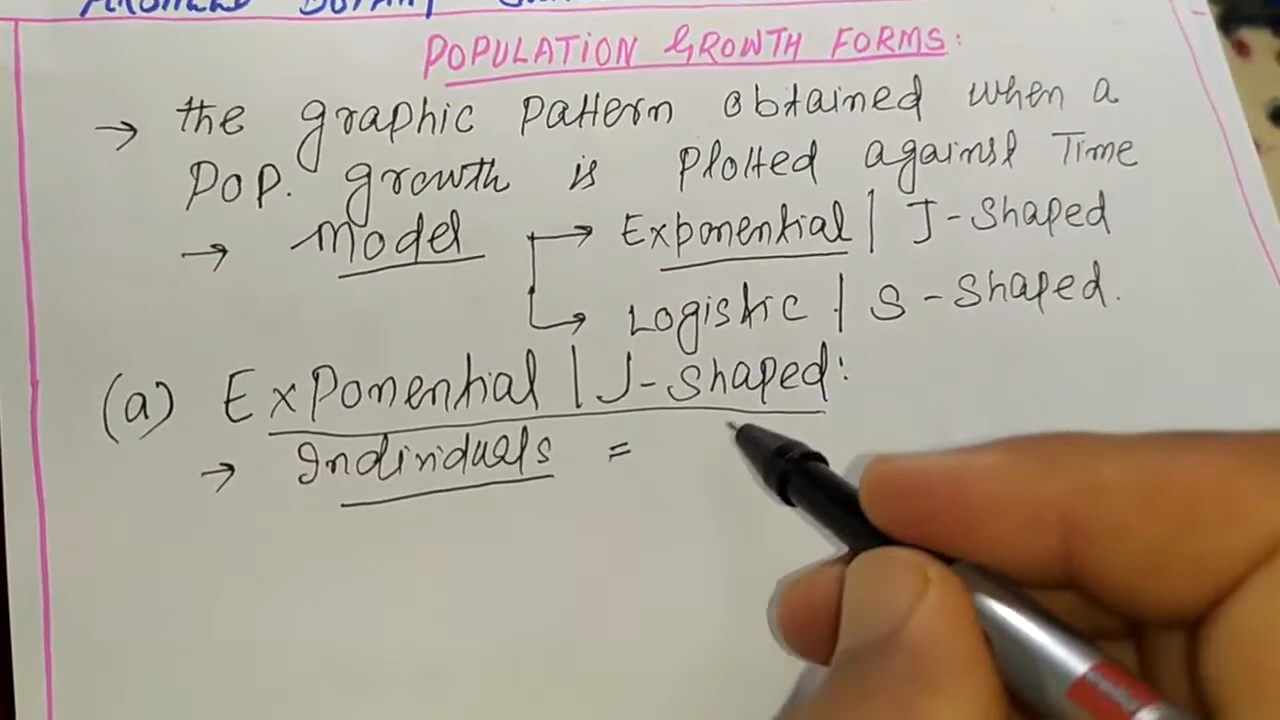 POPULATION GROWTH FORMS:
→ the graphic Pattern obtained when a
Pop. growth is Plotted against Time
→ Model → Exponential | J-Shaped
→ Logistic | S-Shaped.
(a) Exponential | J-Shaped:
→ Individuals =